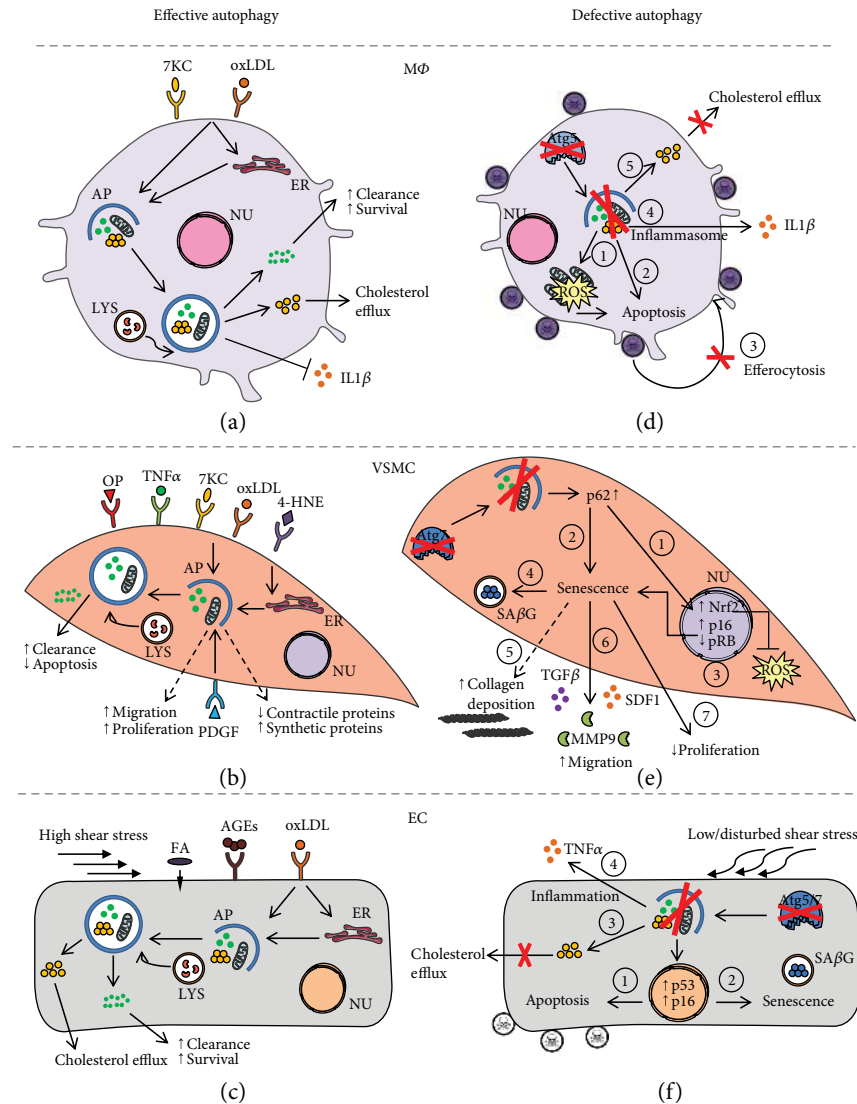 Effective autophagy
Defective autophagy
MΦ
7KC
oxLDL
ER
AP
NU
↑ Clearance
↑ Survival
LYS
Cholesterol
efflux
IL1β
(a)
Cholesterol efflux
Atg5
5
NU
4
Inflammasome
IL1β
1
2
ROS
Apoptosis
3
Efferocytosis
(d)
VSMC
OP
TNFα
7KC
oxLDL
4-HNE
AP
ER
LYS
NU
↑ Clearance
↓ Apoptosis
↑ Migration
↑ Proliferation
PDGF
↓ Contractile proteins
↑ Synthetic proteins
(b)
p62↑
Atg7
2
1
NU
4
Senescence
SAβG
↑ Nrf2
↑ p16
↓ pRB
3
ROS
5
6
↑ Collagen
deposition
TGFβ
SDF1
7
MMP9
↑ Migration
↓Proliferation
(e)
EC
High shear stress
FA
AGEs
oxLDL
AP
ER
LYS
NU
Cholesterol efflux
↑ Clearance
↑ Survival
(c)
TNFα
4
Low/disturbed shear stress
Inflammation
Atg5/7
3
Cholesterol
efflux
SAβG
1
↑ p53
↑ p16
2
Apoptosis
Senescence
(f)